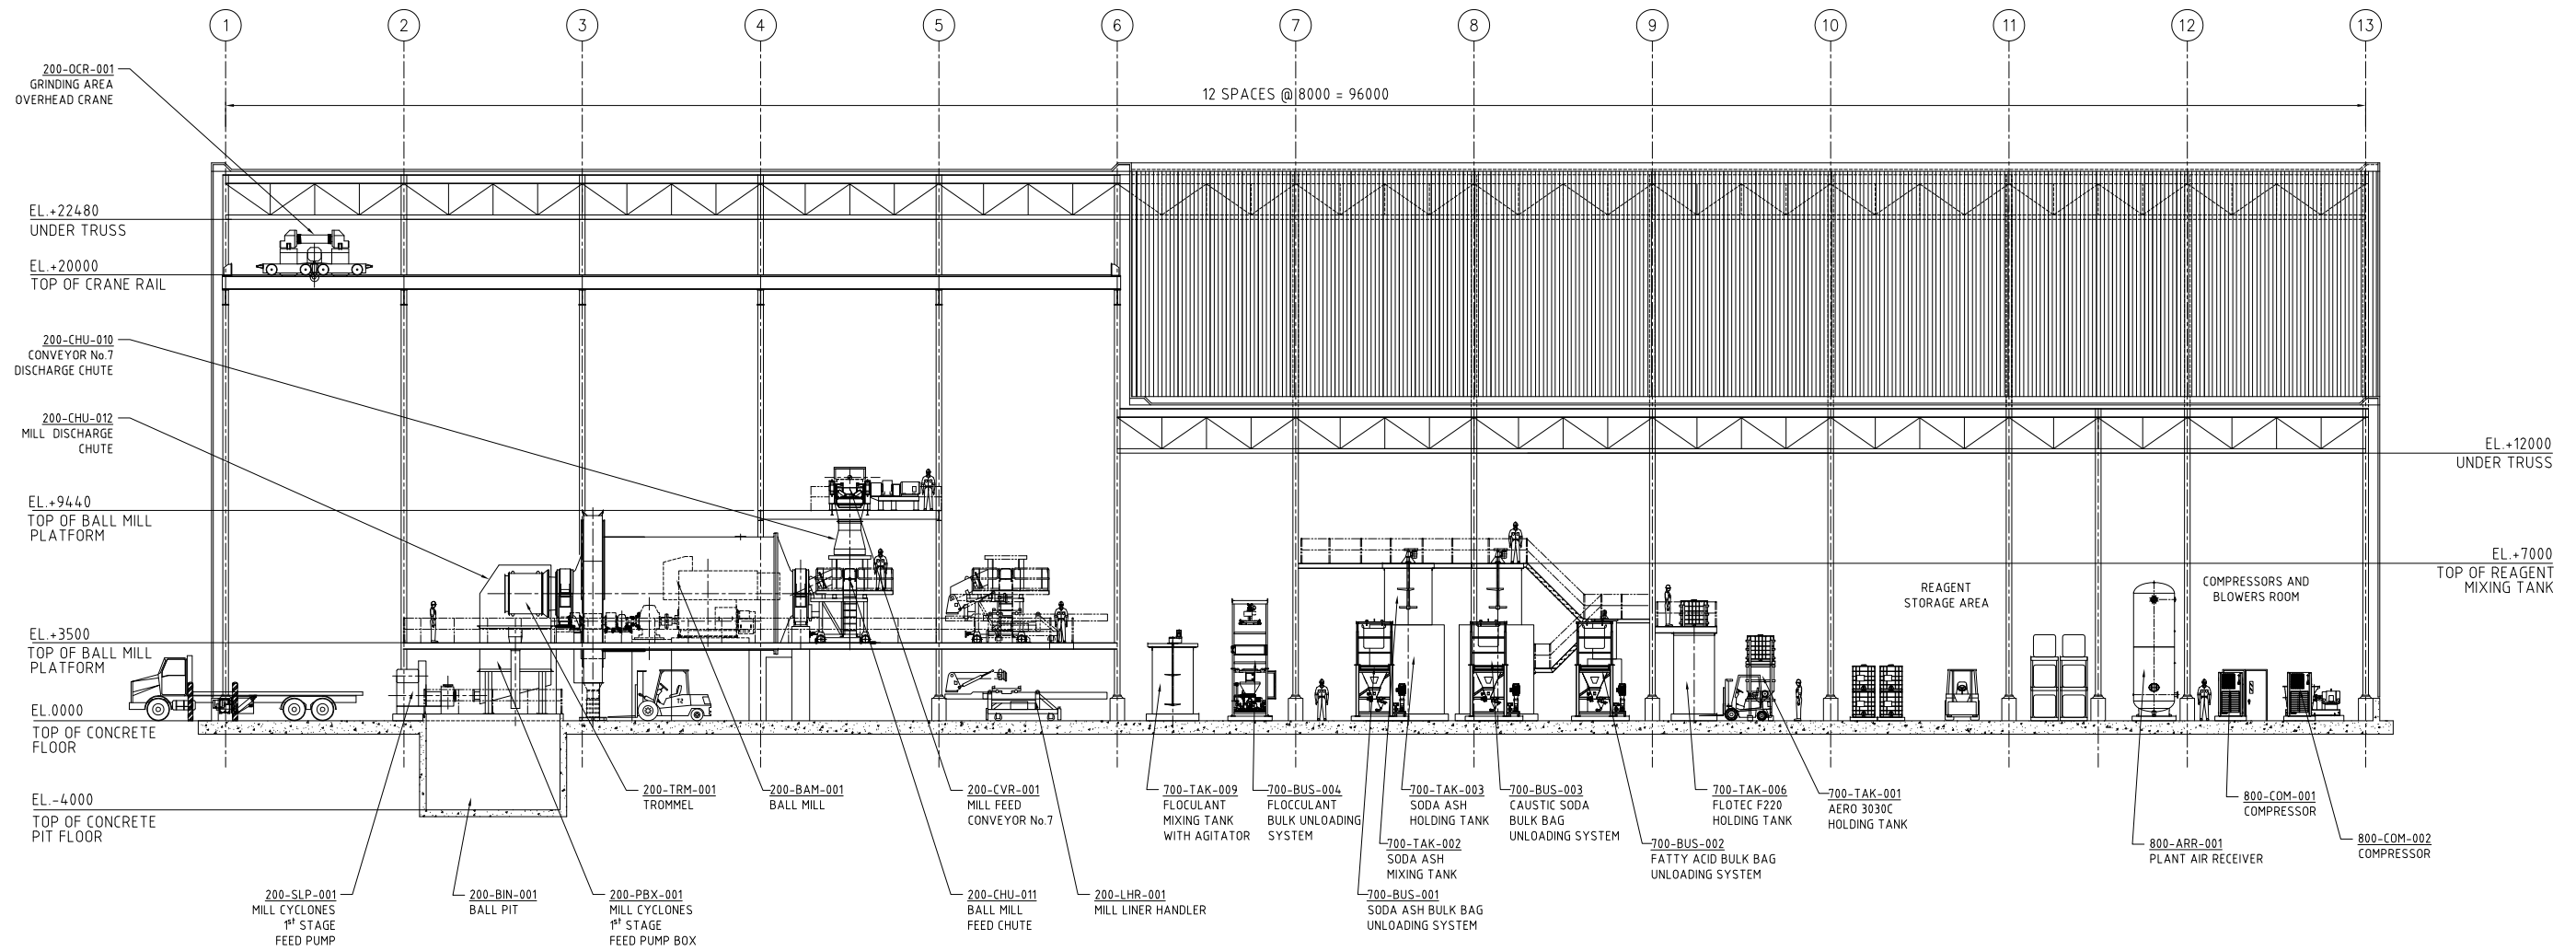 1 2 3 4 5 6 7 8 9 10 11 12 13
200-OCR-001
GRINDING AREA
OVERHEAD CRANE
12 SPACES @ 8000 = 96000
EL.+22480
UNDER TRUSS
EL.+20000
TOP OF CRANE RAIL
200-CHU-010
CONVEYOR No.7
DISCHARGE CHUTE
200-CHU-012
MILL DISCHARGE
CHUTE
EL.+9440
TOP OF BALL MILL
PLATFORM
EL.+3500
TOP OF BALL MILL
PLATFORM
EL.0000
TOP OF CONCRETE
FLOOR
EL.-4000
TOP OF CONCRETE
PIT FLOOR
EL.+12000
UNDER TRUSS
EL.+7000
TOP OF REAGENT
MIXING TANK
REAGENT
STORAGE AREA
COMPRESSORS AND
BLOWERS ROOM
200-TRM-001
TROMMEL
200-BAM-001
BALL MILL
200-CVR-001
MILL FEED
CONVEYOR No.7
700-TAK-009
FLOCULANT
MIXING TANK
WITH AGITATOR
700-BUS-004
FLOCCULANT
BULK UNLOADING
SYSTEM
700-TAK-003
SODA ASH
HOLDING TANK
700-BUS-003
CAUSTIC SODA
BULK BAG
UNLOADING SYSTEM
700-TAK-006
FLOTEC F220
HOLDING TANK
700-TAK-001
AERO 3030C
HOLDING TANK
800-COM-001
COMPRESSOR
800-COM-002
COMPRESSOR
800-ARR-001
PLANT AIR RECEIVER
700-TAK-002
SODA ASH
MIXING TANK
700-BUS-002
FATTY ACID BULK BAG
UNLOADING SYSTEM
200-SLP-001
MILL CYCLONES
1st STAGE
FEED PUMP
200-BIN-001
BALL PIT
200-PBX-001
MILL CYCLONES
1st STAGE
FEED PUMP BOX
200-CHU-011
BALL MILL
FEED CHUTE
200-LHR-001
MILL LINER HANDLER
700-BUS-001
SODA ASH BULK BAG
UNLOADING SYSTEM